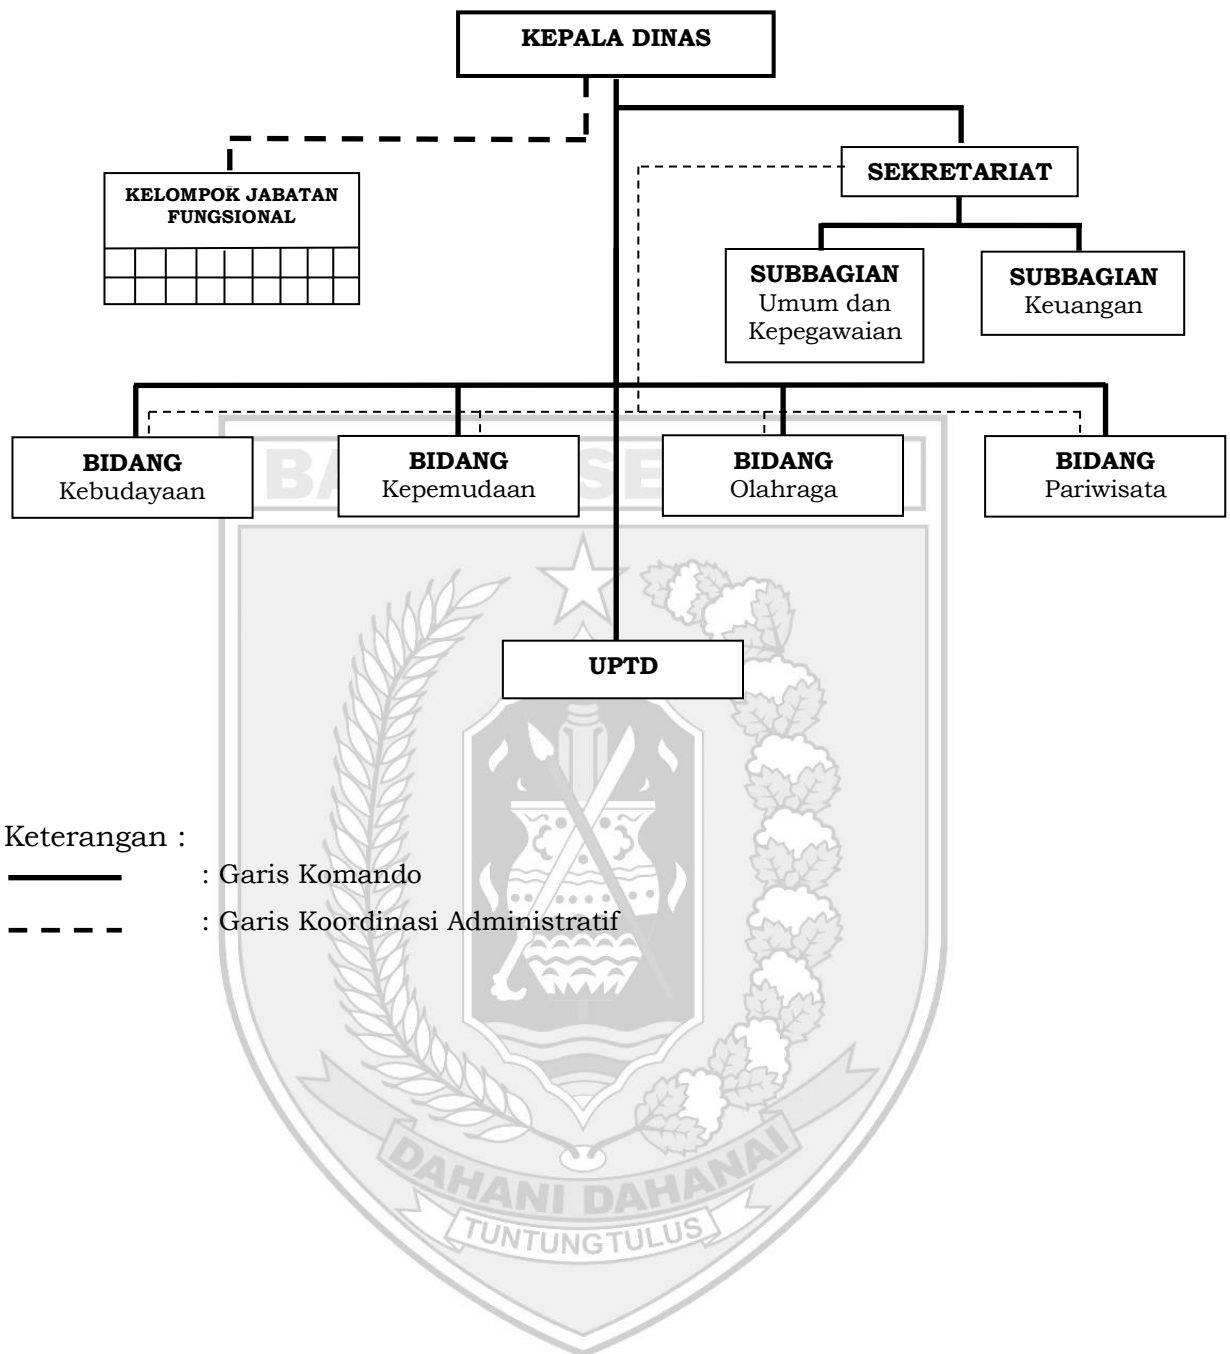 KEPALA DINAS
SEKRETARIAT
KELOMPOK JABATAN
FUNGSIONAL
SUBBAGIAN
Umum dan
Kepegawaian
SUBBAGIAN
Keuangan
BIDANG
Kebudayaan
BIDANG
Kepemudaan
BIDANG
Olahraga
BIDANG
Pariwisata
UPTD
Keterangan :
: Garis Komando
: Garis Koordinasi Administratif
DAHANI DAHANAI
TUNTUNG TULUS